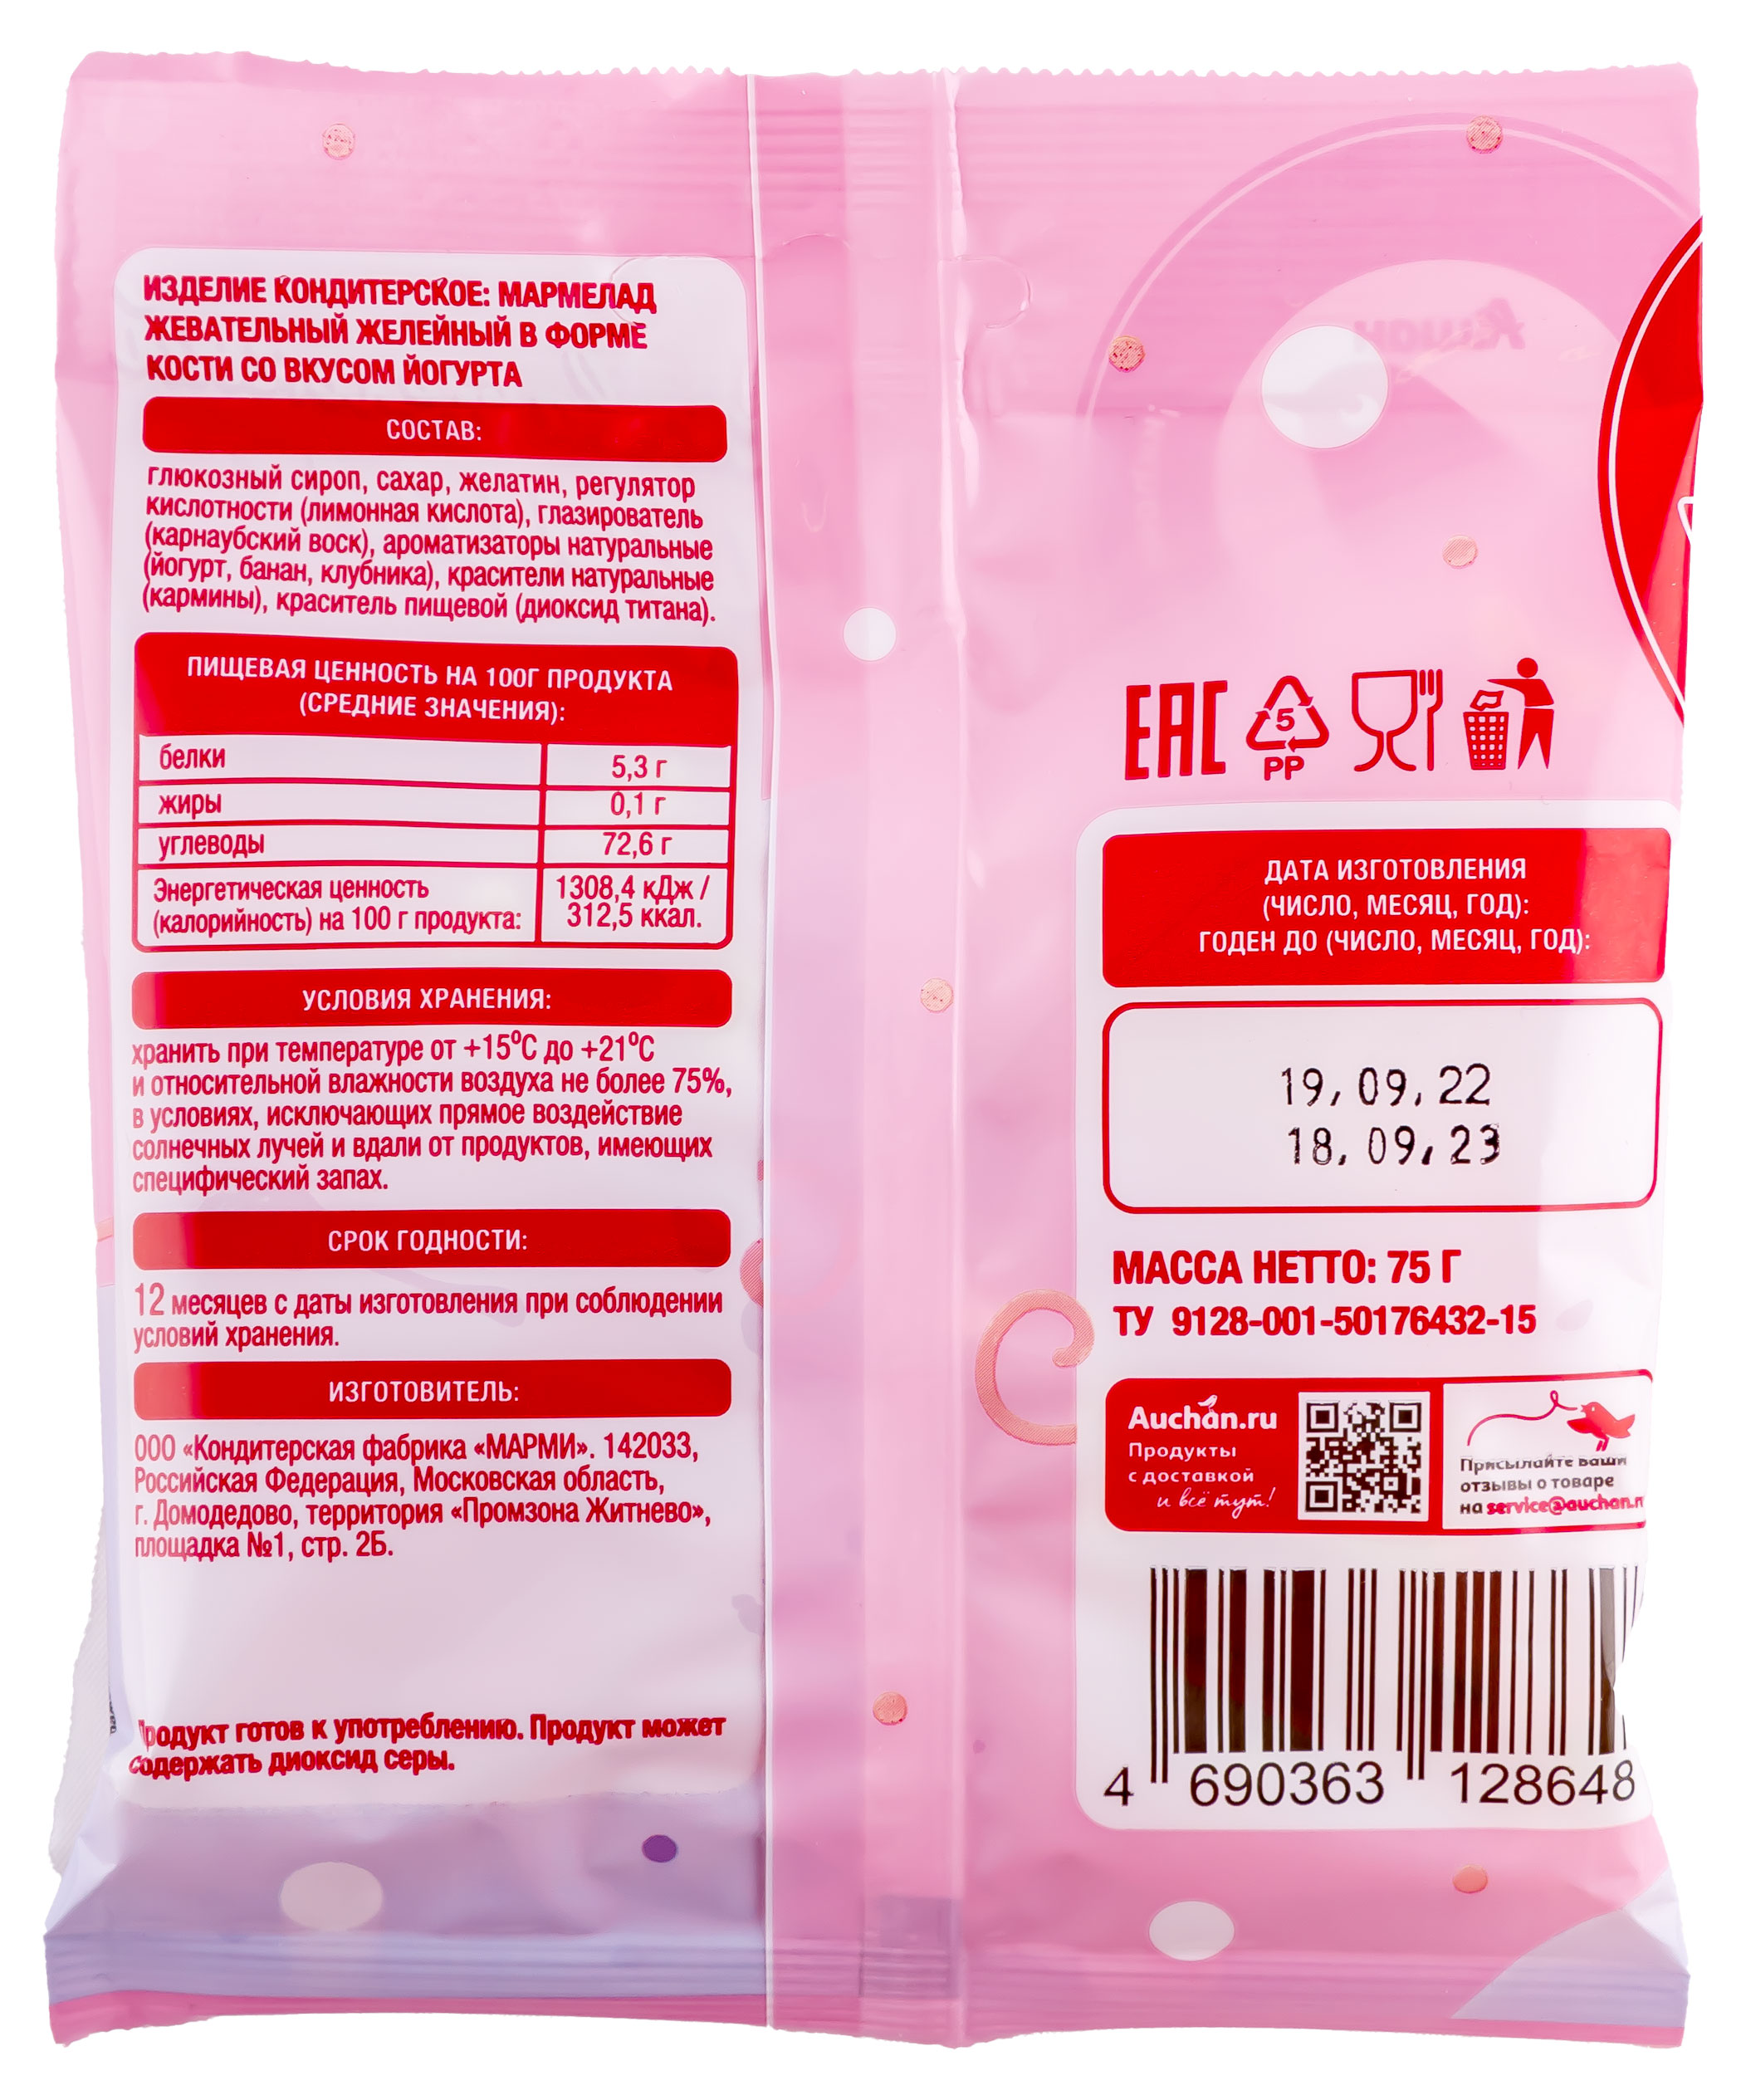 ИЗДЕЛИЕ КОНДИТЕРСКОЕ: МАРМЕЛАД
ЖЕВАТЕЛЬНЫЙ ЖЕЛЕЙНЫЙ В ФОРМЕ
КОСТИ СО ВКУСОМ ЙОГУРТА
СОСТАВ:
глюкозный сироп, сахар, желатин, регулятор
кислотности (лимонная кислота), глазирователь
(карнаубский воск), ароматизаторы натуральные
(йогурт, банан, клубника), красители натуральные
(кармины), краситель пищевой (диоксид титана).
ПИЩЕВАЯ ЦЕННОСТЬ НА 100Г ПРОДУКТА
(СРЕДНИЕ ЗНАЧЕНИЯ):
белки 5,3 г
жиры 0,1 г
углеводы 72,6 г
Энергетическая ценность 1308,4 кДж /
(калорийность) на 100 г продукта: 312,5 ккал.
УСЛОВИЯ ХРАНЕНИЯ:
хранить при температуре от +15⁰С до +21⁰С
и относительной влажности воздуха не более 75%,
в условиях, исключающих прямое воздействие
солнечных лучей и вдали от продуктов, имеющих
специфический запах.
СРОК ГОДНОСТИ:
12 месяцев с даты изготовления при соблюдении
условий хранения.
ИЗГОТОВИТЕЛЬ:
ООО «Кондитерская фабрика «МАРМИ». 142033,
Российская Федерация, Московская область,
г. Домодедово, территория «Промзона Житнево»,
площадка №1, стр. 2Б.
Продукт готов к употреблению. Продукт может
содержать диоксид серы.
EAC
5
PP
ДАТА ИЗГОТОВЛЕНИЯ
(ЧИСЛО, МЕСЯЦ, ГОД):
ГОДЕН ДО (ЧИСЛО, МЕСЯЦ, ГОД):
19, 09, 22
18, 09, 23
МАССА НЕТТО: 75 Г
ТУ 9128-001-50176432-15
Auchan.ru
Продукты
с доставкой
и всё тут!
Присылайте ваши
отзывы о товаре
на service@auchan.r
4 690363 128648